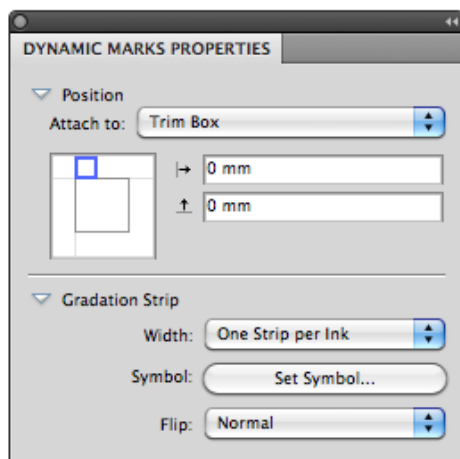 DYNAMIC MARKS PROPERTIES
Position
Attach to: Trim Box
0 mm
0 mm
Gradation Strip
Width: One Strip per Ink
Symbol: Set Symbol...
Flip: Normal